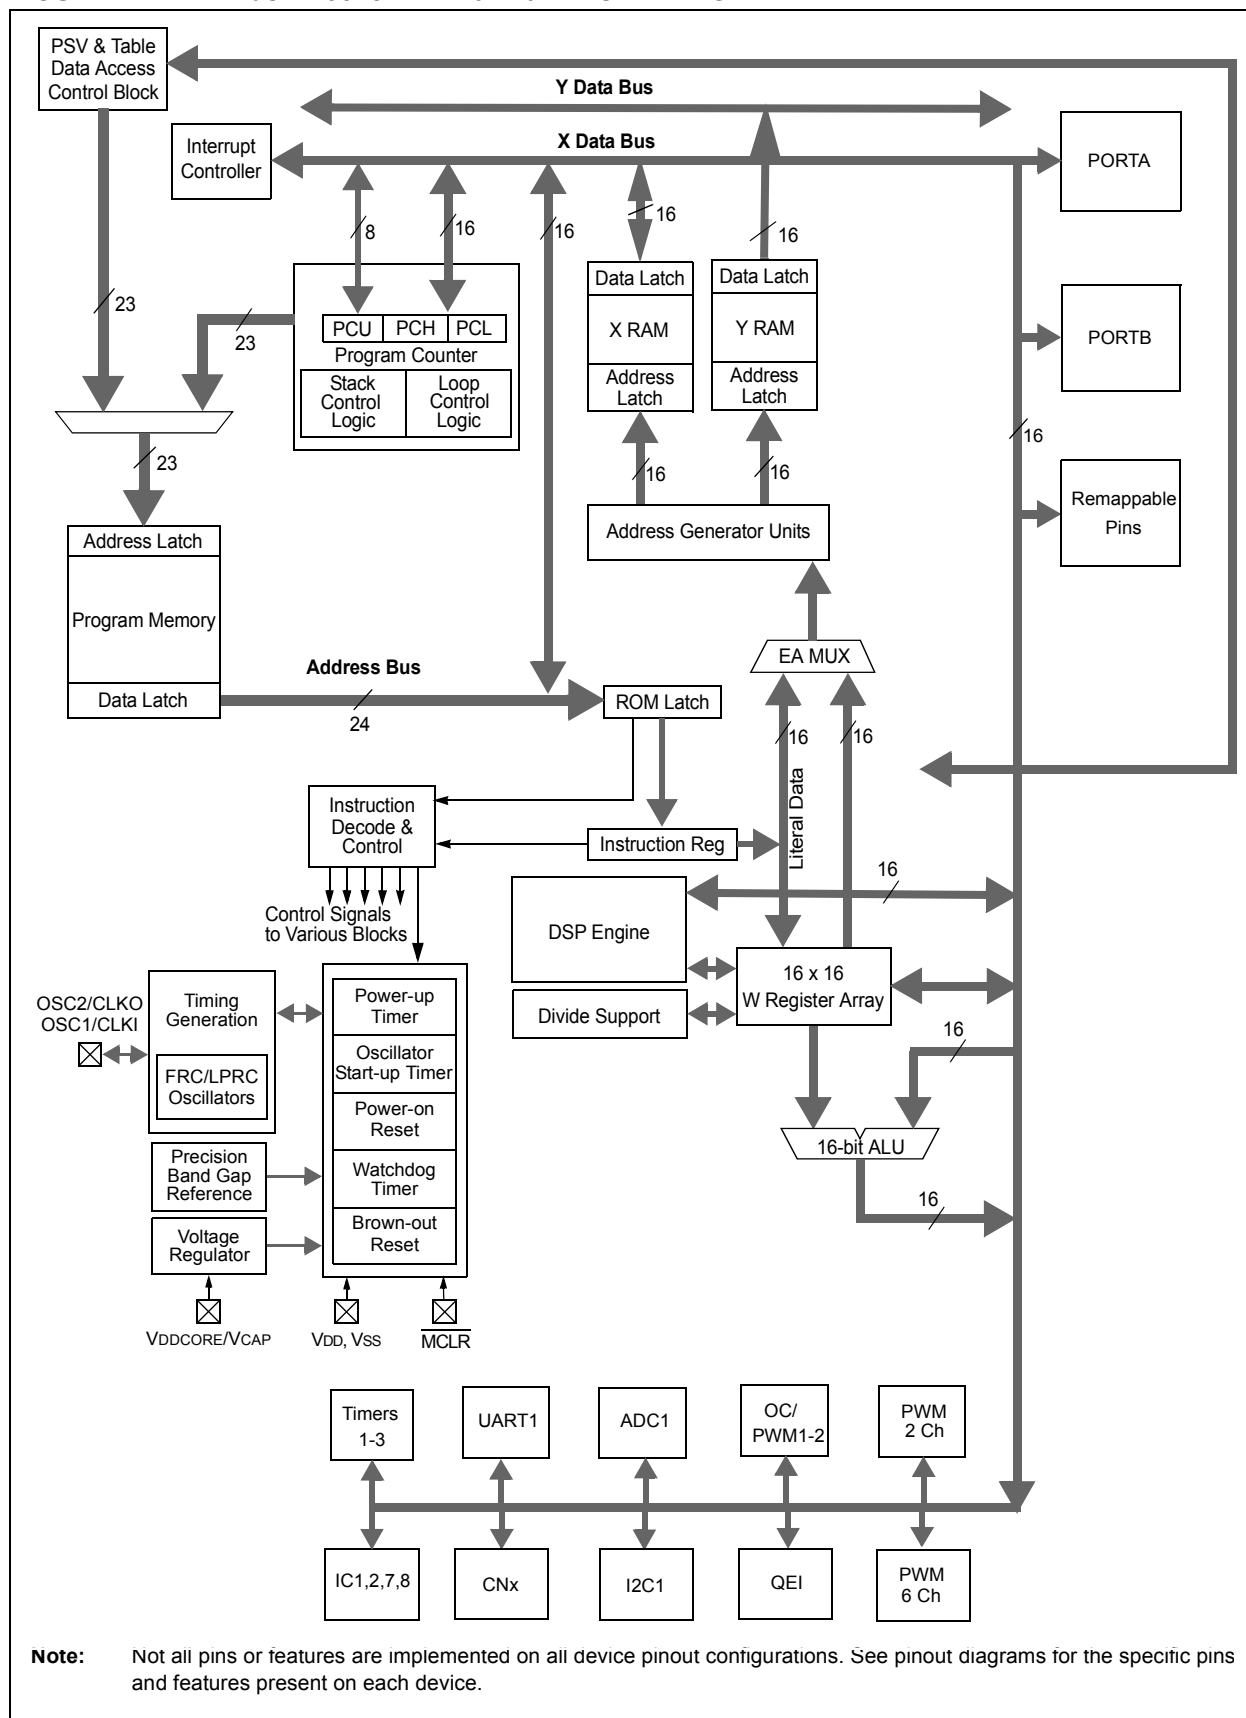 PSV & Table
Data Access
Control Block
Y Data Bus
X Data Bus
Interrupt
Controller
PORTA
8
16
16
16
16
23
23
Data Latch
X RAM
Address
Latch
Data Latch
Y RAM
Address
Latch
PORTB
PCU
PCH
PCL
Program Counter
Stack
Control
Logic
Loop
Control
Logic
16
23
16
16
Remappable
Pins
Address Generator Units
Address Latch
Program Memory
Data Latch
EA MUX
Address Bus
24
ROM Latch
16
16
Literal Data
Instruction
Decode &
Control
Instruction Reg
16
Control Signals
to Various Blocks
DSP Engine
16 x 16
W Register Array
Divide Support
OSC2/CLKO
OSC1/CLKI
Timing
Generation
FRC/LPRC
Oscillators
Power-up
Timer
Oscillator
Start-up Timer
Power-on
Reset
Watchdog
Timer
Brown-out
Reset
16
16-bit ALU
16
Precision
Band Gap
Reference
Voltage
Regulator
VDDCORE/VCAP
VDD, VSS
MCLR
Timers
1-3
UART1
ADC1
OC/
PWM1-2
PWM
2 Ch
IC1,2,7,8
CNx
I2C1
QEI
PWM
6 Ch
Note: Not all pins or features are implemented on all device pinout configurations. See pinout diagrams for the specific pins
and features present on each device.